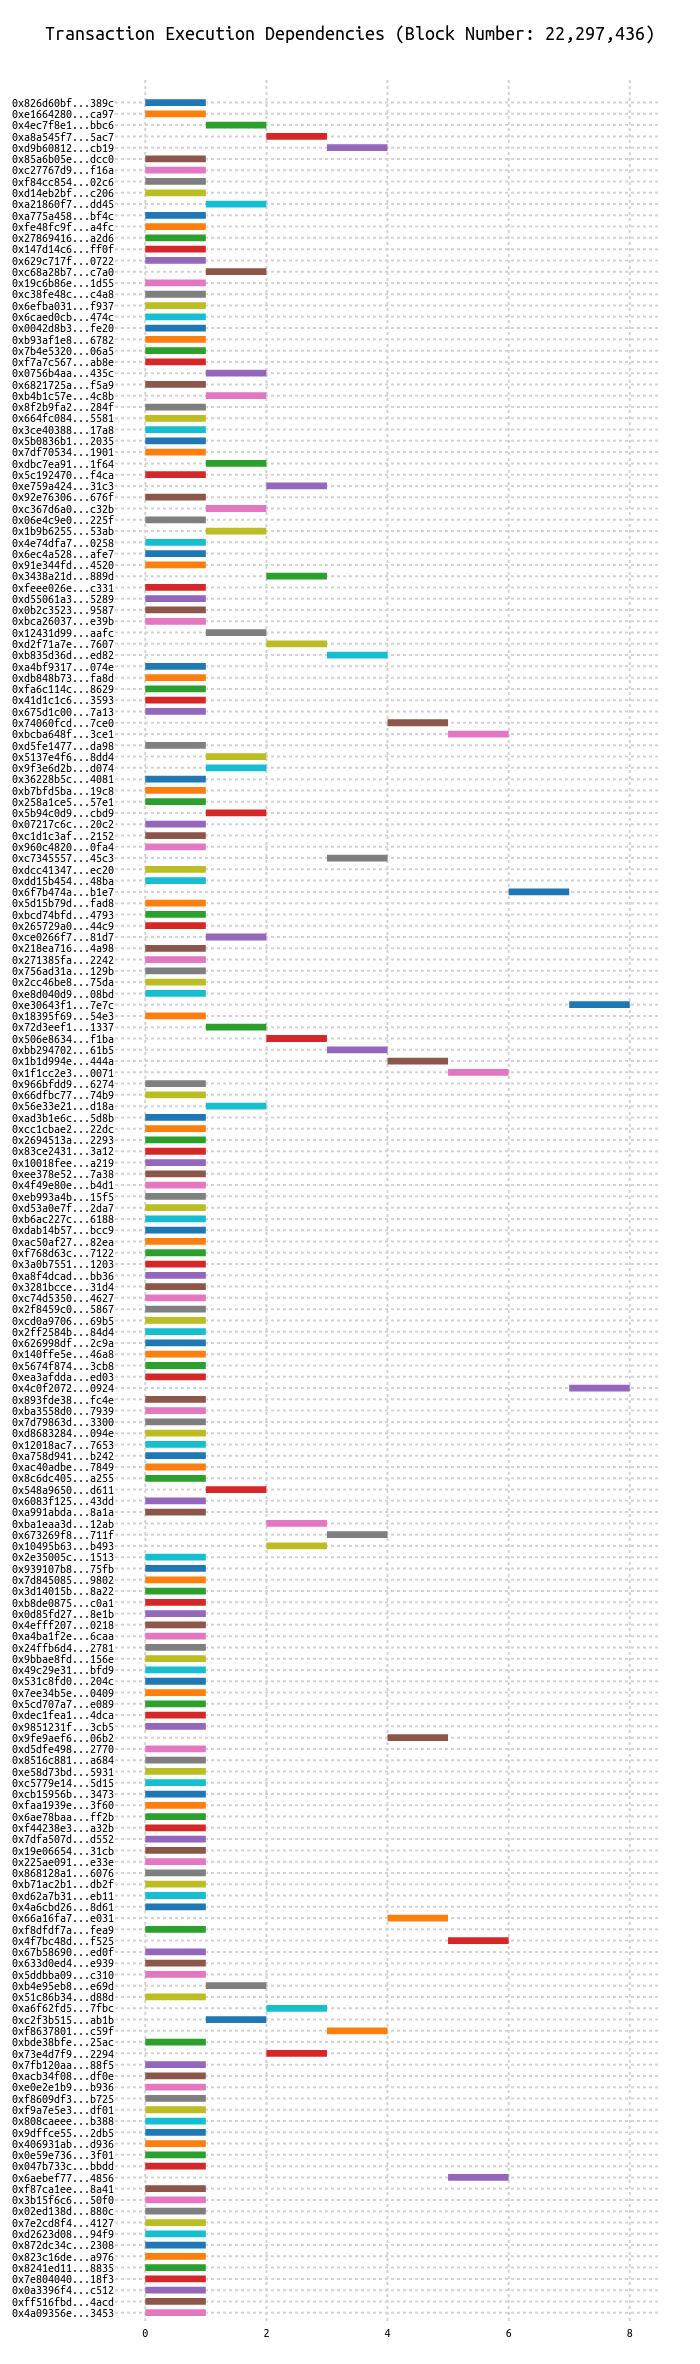 Transaction Execution Dependencies (Block Number: 22,297,436)
0x826d60bf...389c
0xe1664280...ca97
0x4ec7f8e1...bbc6
0xa8a545f7...5ac7
0xd9b60812...cb19
0x85a6b05e...dcc0
0xc27767d9...f16a
0xf84cc854...02c6
0xd14eb2bf...c206
0xa21860f7...dd45
0xa775a458...bf4c
0xfe48fc9f...a4fc
0x27869416...a2d6
0x147d14c6...ff0f
0x629c717f...0722
0xc68a28b7...c7a0
0x19c6b86e...1d55
0xc38fe48c...c4a8
0x6efba031...f937
0x6caed0cb...474c
0x0042d8b3...fe20
0xb93af1e8...6782
0x7b4e5320...06a5
0xf7a7c567...ab8e
0x0756b4aa...435c
0x6821725a...f5a9
0xb4b1c57e...4c8b
0x8f2b9fa2...284f
0x664fc084...5581
0x3ce40388...17a8
0x5b0836b1...2035
0x7df70534...1901
0xdbc7ea91...1f64
0x5c192470...f4ca
0xe759a424...31c3
0x92e76306...676f
0xc367d6a0...c32b
0x06e4c9e0...225f
0x1b9b6255...53ab
0x4e74dfa7...0258
0x6ec4a528...afe7
0x91e344fd...4520
0x3438a21d...889d
0xfeee026e...c331
0xd55061a3...5289
0x0b2c3523...9587
0xbca26037...e39b
0x12431d99...aafc
0xd2f71a7e...7607
0xb835d36d...ed82
0xa4bf9317...074e
0xdb848b73...fa8d
0xfa6c114c...8629
0x41d1c1c6...3593
0x675d1c00...7a13
0x74060fcd...7ce0
0xbcba648f...3ce1
0xd5fe1477...da98
0x5137e4f6...8dd4
0x9f3e6d2b...d074
0x36228b5c...4081
0xb7bfd5ba...19c8
0x258a1ce5...57e1
0x5b94c0d9...cbd9
0x07217c6c...20c2
0xc1d1c3af...2152
0x960c4820...0fa4
0xc7345557...45c3
0xdcc41347...ec20
0xdd15b454...48ba
0x6f7b474a...b1e7
0x5d15b79d...fad8
0xbcd74bfd...4793
0x265729a0...44c9
0xce0266f7...81d7
0x218ea716...4a98
0x271385fa...2242
0x756ad31a...129b
0x2cc46be8...75da
0xe8d040d9...08bd
0xe30643f1...7e7c
0x18395f69...54e3
0x72d3eef1...1337
0x506e8634...f1ba
0xbb294702...61b5
0x1b1d994e...444a
0x1f1cc2e3...0071
0x966bfdd9...6274
0x66dfbc77...74b9
0x56e33e21...d18a
0xad3b1e6c...5d8b
0xcc1cbae2...22dc
0x2694513a...2293
0x83ce2431...3a12
0x10018fee...a219
0xee378e52...7a38
0x4f49e80e...b4d1
0xeb993a4b...15f5
0xd53a0e7f...2da7
0xb6ac227c...6188
0xdab14b57...bcc9
0xac50af27...82ea
0xf768d63c...7122
0x3a0b7551...1203
0xa8f4dcad...bb36
0x3281bcce...31d4
0xc74d5350...4627
0x2f8459c0...5867
0xcd0a9706...69b5
0x2ff2584b...84d4
0x626998df...2c9a
0x140ffe5e...46a8
0x5674f874...3cb8
0xea3afdda...ed03
0x4c0f2072...0924
0x893fde38...fc4e
0xba3558d0...7939
0x7d79863d...3300
0xd8683284...094e
0x12018ac7...7653
0xa758d941...b242
0xac40adbe...7849
0x8c6dc405...a255
0x548a9650...d611
0x6083f125...43dd
0xa991abda...8a1a
0xba1eaa3d...12ab
0x673269f8...711f
0x10495b63...b493
0x2e35005c...1513
0x939107b8...75fb
0x7d845085...9802
0x3d14015b...8a22
0xb8de0875...c0a1
0x0d85fd27...8e1b
0x4efff207...0218
0xa4ba1f2e...6caa
0x24ffb6d4...2781
0x9bbae8fd...156e
0x49c29e31...bfd9
0x531c8fd0...204c
0x7ee34b5e...0409
0x5cd707a7...e089
0xdec1fea1...4dca
0x9851231f...3cb5
0x9fe9aef6...06b2
0xd5dfe498...2770
0x8516c881...a684
0xe58d73bd...5931
0xc5779e14...5d15
0xcb15956b...3473
0xfaa1939e...3f60
0x6ae78baa...ff2b
0xf44238e3...a32b
0x7dfa507d...d552
0x19e06654...31cb
0x225ae091...e33e
0x868128a1...6076
0xb71ac2b1...db2f
0xd62a7b31...eb11
0x4a6cbd26...8d61
0x66a16fa7...e031
0xf8dfdf7a...fea9
0x4f7bc48d...f525
0x67b58690...ed0f
0x633d0ed4...e939
0x5ddbba09...c310
0xb4e95eb8...e69d
0x51c86b34...d88d
0xa6f62fd5...7fbc
0xc2f3b515...ab1b
0xf8637801...c59f
0xbde38bfe...25ac
0x73e4d7f9...2294
0x7fb120aa...88f5
0xacb34f08...df0e
0xe0e2e1b9...b936
0xf8609df3...b725
0xf9a7e5e3...df01
0x808caeee...b388
0x9dffce55...2db5
0x406931ab...d936
0x0e59e736...3f01
0x047b733c...bbdd
0x6aebef77...4856
0xf87ca1ee...8a41
0x3b15f6c6...50f0
0x02ed138d...880c
0x7e2cd8f4...4127
0xd2623d08...94f9
0x872dc34c...2308
0x823c16de...a976
0x8241ed11...8835
0x7e804040...18f3
0x0a3396f4...c512
0xff516fbd...4acd
0x4a09356e...3453
0 2 4 6 8